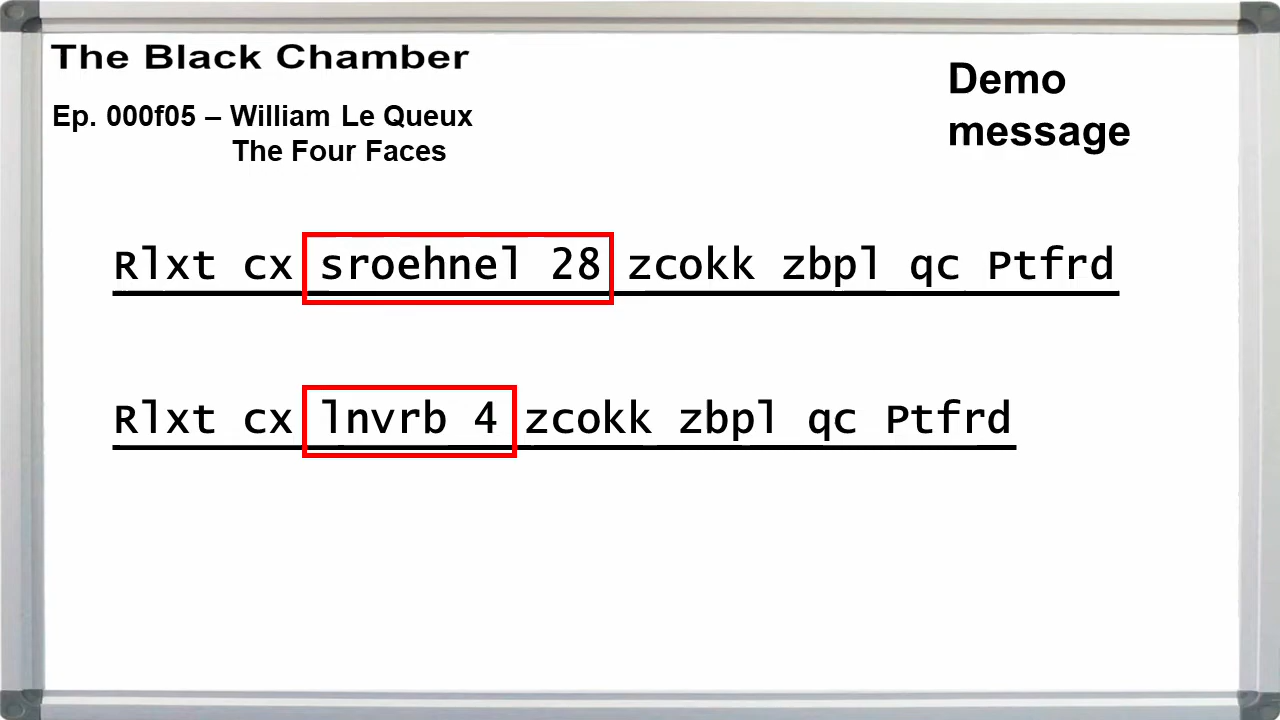 The Black Chamber
Ep. 000f05 – William Le Queux
The Four Faces
Demo
message
Rlxt cx sroehnel 28 zcokk zbpl qc Ptfrd
Rlxt cx lnvrb 4 zcokk zbpl qc Ptfrd